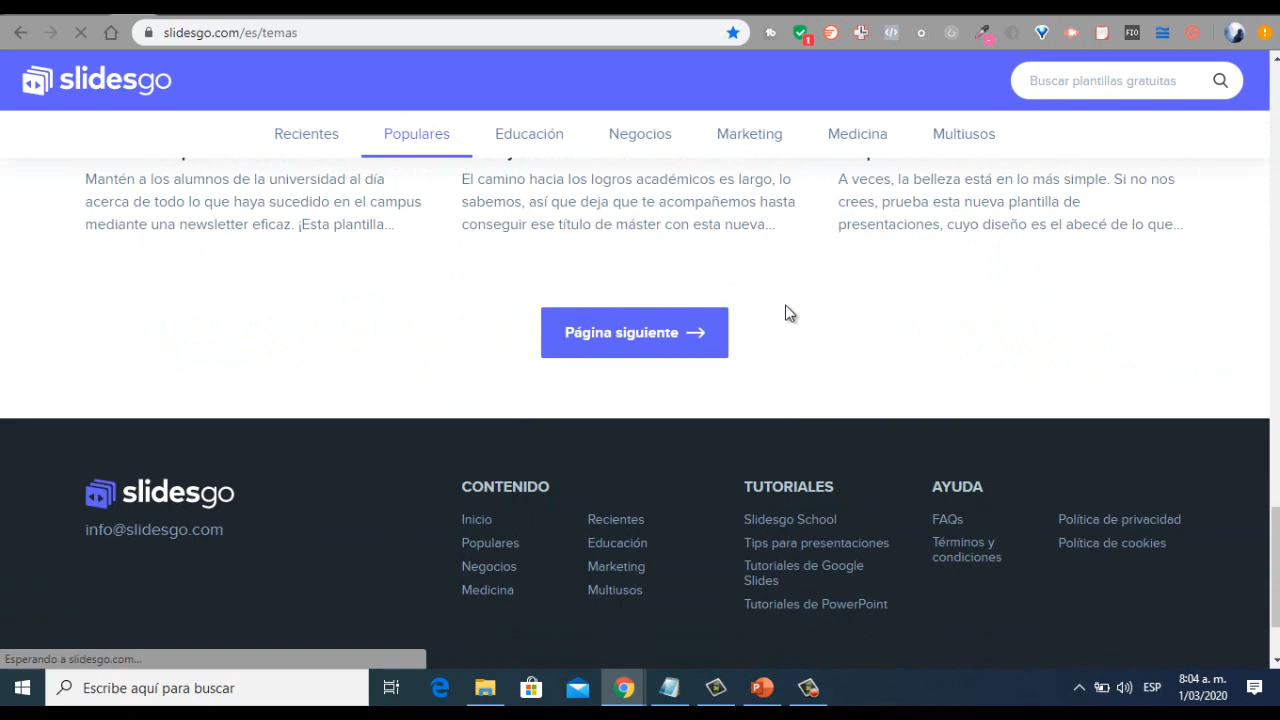 slidesgo.com/es/temas
1
FIO
slidesgo
Buscar plantillas gratuitas
Recientes
Populares
Educación
Negocios
Marketing
Medicina
Multiusos
Mantén a los alumnos de la universidad al día
acerca de todo lo que haya sucedido en el campus
mediante una newsletter eficaz. ¡Esta plantilla...
El camino hacia los logros académicos es largo, lo
sabemos, así que deja que te acompañemos hasta
conseguir ese título de máster con esta nueva...
A veces, la belleza está en lo más simple. Si no nos
crees, prueba esta nueva plantilla de
presentaciones, cuyo diseño es el abecé de lo que...
Página siguiente
slidesgo
info@slidesgo.com
CONTENIDO
Inicio
Populares
Negocios
Medicina
Recientes
Educación
Marketing
Multiusos
TUTORIALES
Slidesgo School
Tips para presentaciones
Tutoriales de Google
Slides
Tutoriales de PowerPoint
AYUDA
FAQs
Términos y
condiciones
Política de privacidad
Política de cookies
Esperando a slidesgo.com...
Escribe aquí para buscar
ESP
8:04 a. m.
1/03/2020